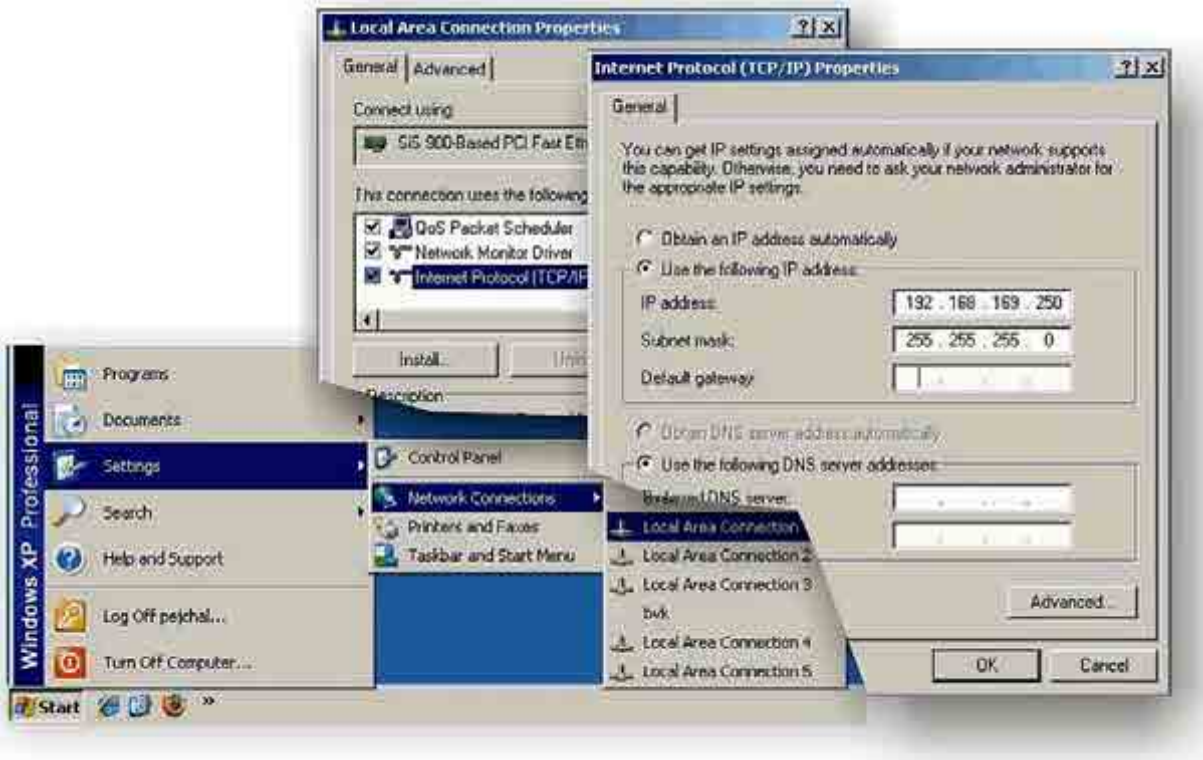 Local Area Connection Properties
General
Advanced
Connect using
SiS 900-Based PCI Fast Eth
This connection uses the following
QoS Packet Scheduler
Network Monitor Driver
Internet Protocol (TCP/IP
Install...
Description
Internet Protocol (TCP/IP) Properties
General
You can get IP settings assigned automatically if your network supports
this capability. Otherwise, you need to ask your network administrator for
the appropriate IP settings.
Obtain an IP address automatically
Use the following IP address:
IP address:
192 . 168 . 169 . 250
Subnet mask:
255 . 255 . 255 . 0
Default gateway
Obtain DNS server address automatically
Use the following DNS server addresses:
DNS server:
Advanced...
OK
Cancel
Windows XP Professional
Programs
Documents
Settings
Search
Help and Support
Log Off pejchal...
Turn Off Computer...
Start
»
Control Panel
Network Connections
Printers and Faxes
Taskbar and Start Menu
Local Area Connection
Local Area Connection 2
Local Area Connection 3
bvk
Local Area Connection 4
Local Area Connection 5